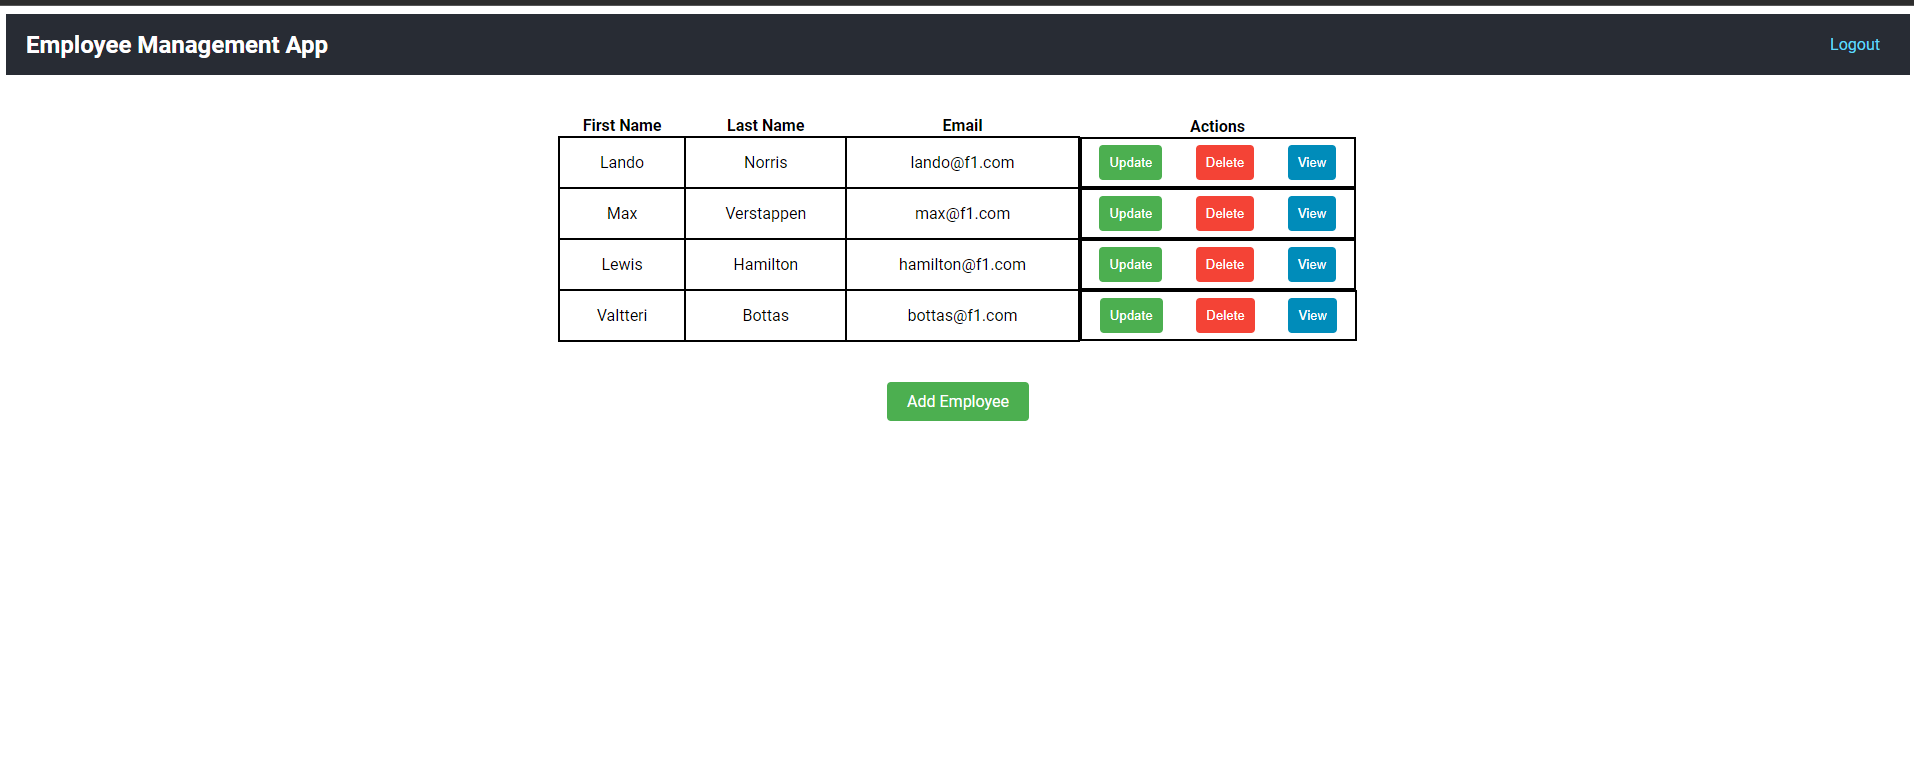 Employee Management App Logout
First Name Last Name Email Actions
Lando Norris lando@f1.com Update Delete View
Max Verstappen max@f1.com Update Delete View
Lewis Hamilton hamilton@f1.com Update Delete View
Valtteri Bottas bottas@f1.com Update Delete View
Add Employee